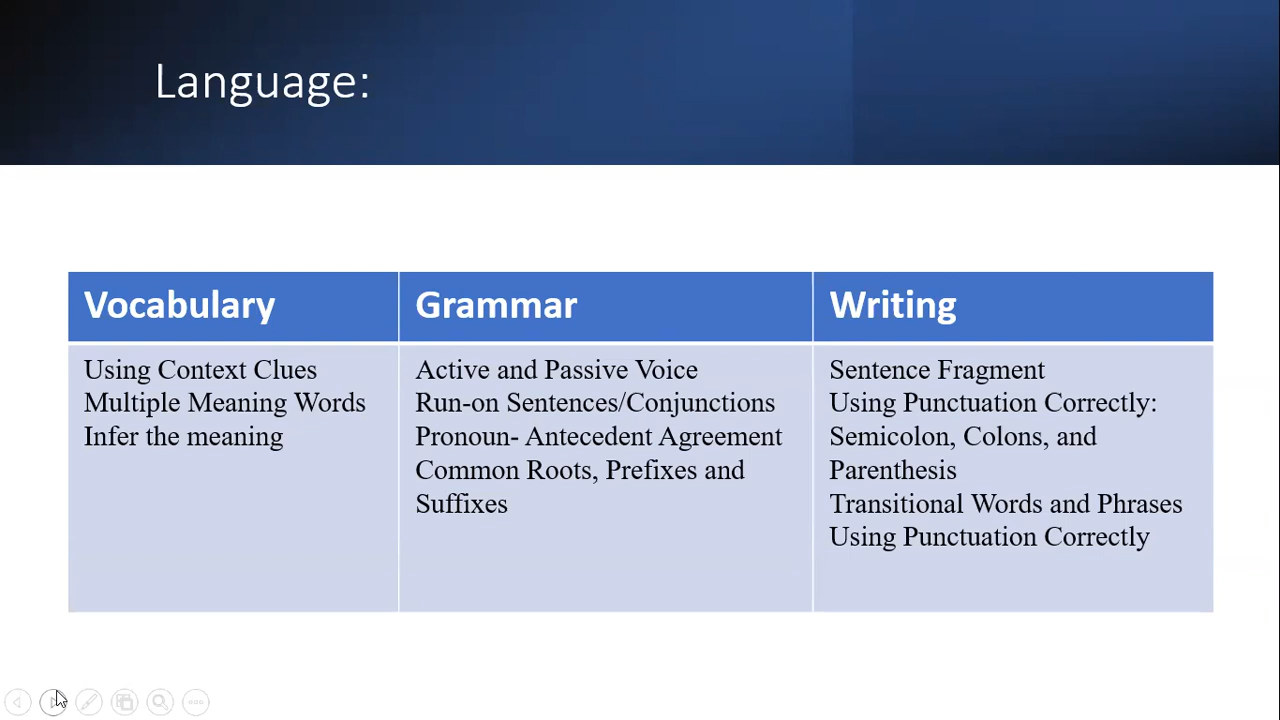 Language:
Vocabulary
Using Context Clues
Multiple Meaning Words
Infer the meaning
Grammar
Active and Passive Voice
Run-on Sentences/Conjunctions
Pronoun- Antecedent Agreement
Common Roots, Prefixes and
Suffixes
Writing
Sentence Fragment
Using Punctuation Correctly:
Semicolon, Colons, and
Parenthesis
Transitional Words and Phrases
Using Punctuation Correctly